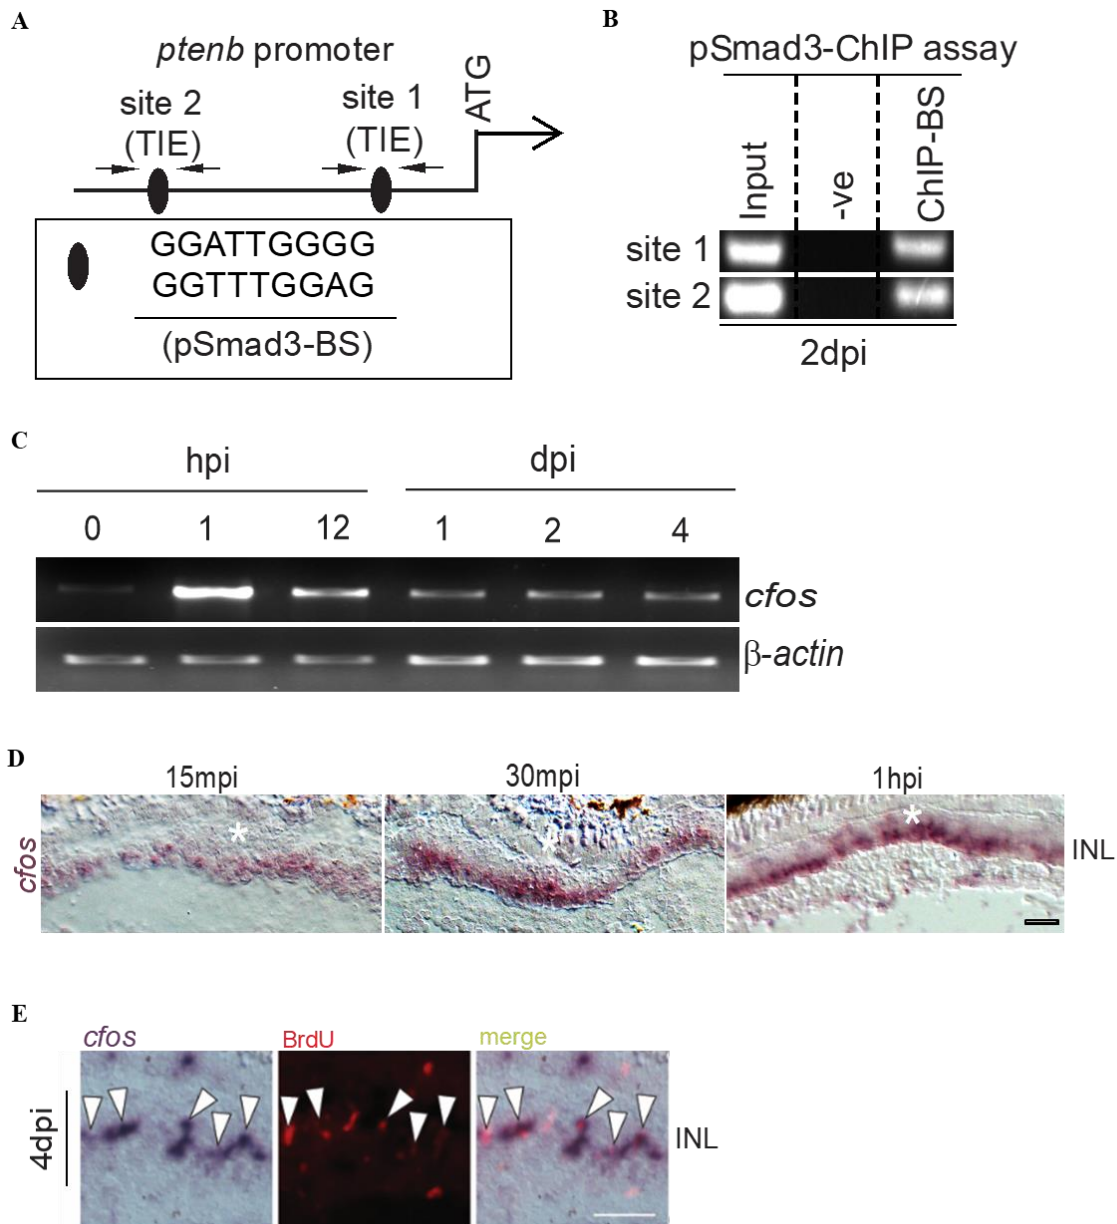 A
ptenb promoter
site 2
(TIE)
site 1
(TIE)
ATG
GGATTGGGG
GGTTTGGAG
(pSmad3-BS)
B
pSmad3-ChIP assay
Input
-ve
ChIP-BS
site 1
site 2
2dpi
C
hpi
dpi
0 1 12 1 2 4
cfos
β-actin
D
15mpi 30mpi 1hpi
cfos
* * *
INL
E
cfos BrdU merge
4dpi
INL